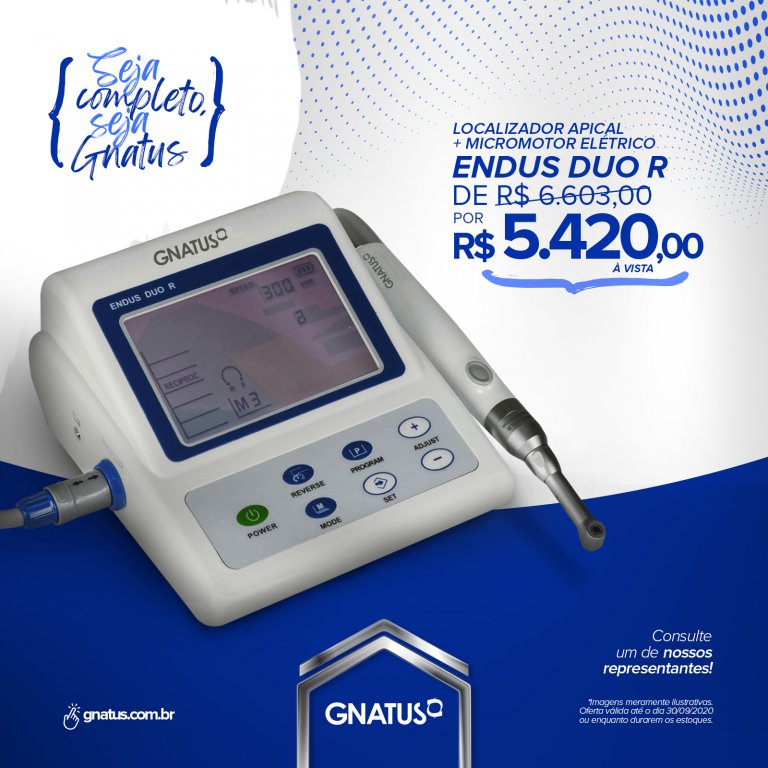 Seja
completo,
seja
Gnatus
LOCALIZADOR APICAL
+ MICROMOTOR ELÉTRICO
ENDUS DUO R
DE R$ 6.603,00
POR
R$ 5.420,00
À VISTA
GNATUS
ENDUS DUO R
GNATUS
SPEED 300 rpm
RECIPROC
R F
M3
ADJUST
PROGRAM
REVERSE
SET
MODE
POWER
Consulte
um de nossos
representantes!
*Imagens meramente ilustrativas.
Oferta válida até o dia 30/09/2020
ou enquanto durarem os estoques.
gnatus.com.br
GNATUS